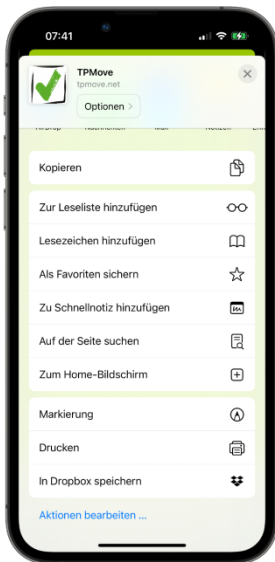 07:41
TPMove
tpmove.net
Optionen
Kopieren
Zur Leseliste hinzufügen
Lesezeichen hinzufügen
Als Favoriten sichern
Zu Schnellnotiz hinzufügen
Auf der Seite suchen
Zum Home-Bildschirm
Markierung
Drucken
In Dropbox speichern
Aktionen bearbeiten ...